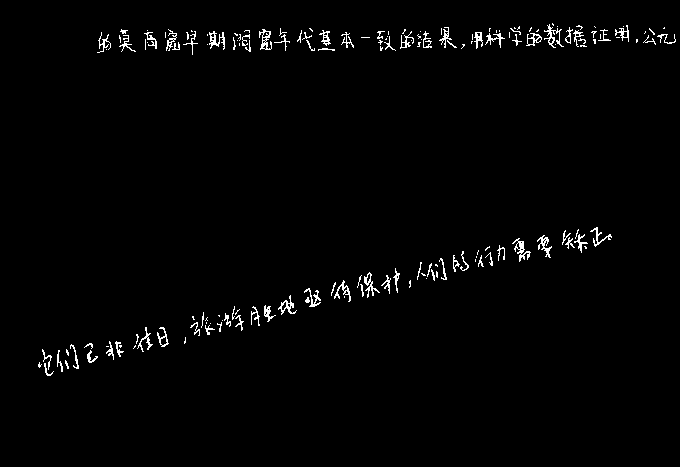 的莫高窟早期洞窟年代基本一致的结果,用科学的数据证明,公元
它们已非往日,旅游胜地亟待保护,人们的行为需要矫正。